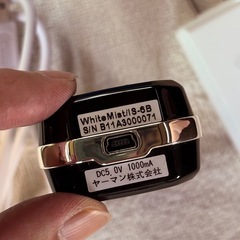 WhiteMist/IS-6B
S/N B11A3000071
DC5, 0V 1000mA
ヤーマン株式会社